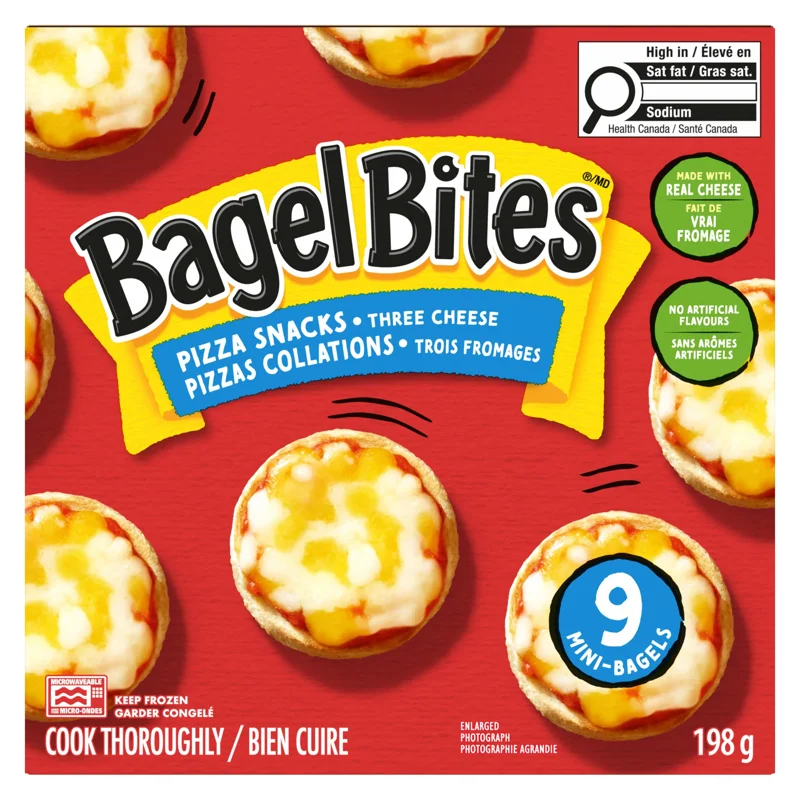 High in / Élevé en
Sat fat / Gras sat.
Sodium
Health Canada / Santé Canada
Bagel Bites
®/MD
PIZZA SNACKS • THREE CHEESE
PIZZAS COLLATIONS • TROIS FROMAGES
MADE WITH
REAL CHEESE
FAIT DE
VRAI
FROMAGE
NO ARTIFICIAL
FLAVOURS
SANS ARÔMES
ARTIFICIELS
9
MINI-BAGELS
MICROWAVEABLE
MICRO-ONDES
KEEP FROZEN
GARDER CONGELÉ
COOK THOROUGHLY / BIEN CUIRE
ENLARGED
PHOTOGRAPH
PHOTOGRAPHIE AGRANDIE
198 g